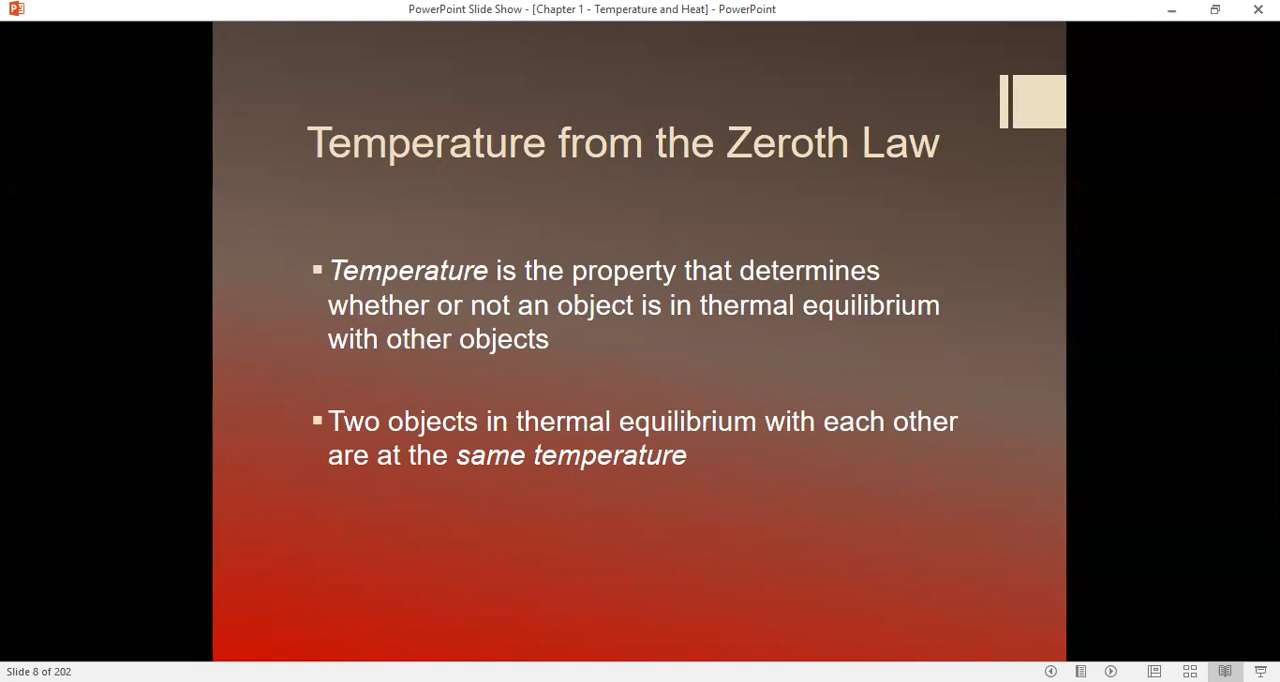 PowerPoint Slide Show - [Chapter 1 - Temperature and Heat] - PowerPoint
Temperature from the Zeroth Law
▪ Temperature is the property that determines
whether or not an object is in thermal equilibrium
with other objects
▪ Two objects in thermal equilibrium with each other
are at the same temperature
Slide 8 of 202